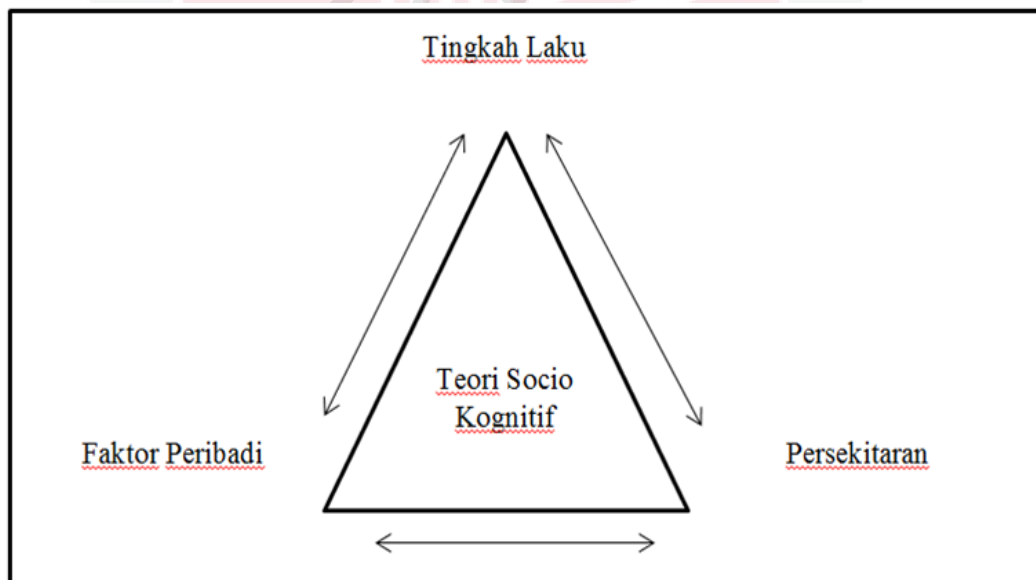 Tingkah Laku
Teori Socio
Kognitif
Faktor Peribadi
Persekitaran